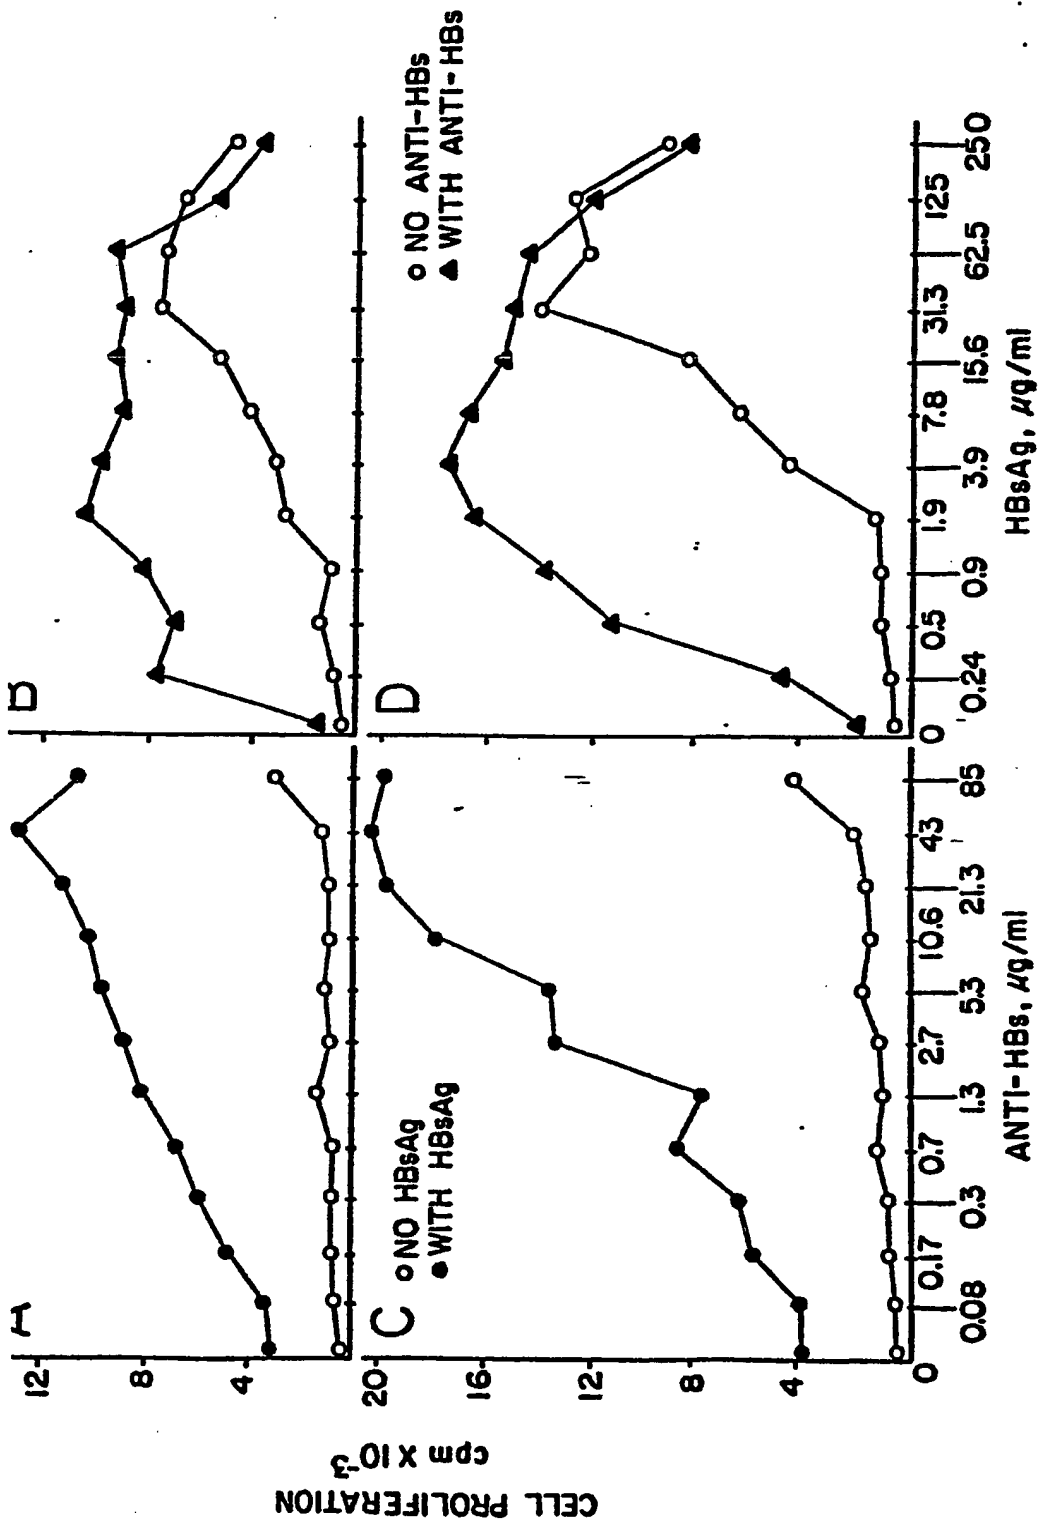 CELL PROLIFERATION
cpm X 10⁻³
A
12
8
4
B
C
○ NO HBsAg
● WITH HBsAg
20
16
12
8
4
0
D
○ NO ANTI-HBs
▲ WITH ANTI-HBs
0 0.08 0.17 0.3 0.7 1.3 2.7 5.3 10.6 21.3 43 85
ANTI-HBs, μg/ml
0 0.24 0.5 0.9 1.9 3.9 7.8 15.6 31.3 62.5 125 250
HBsAg, μg/ml